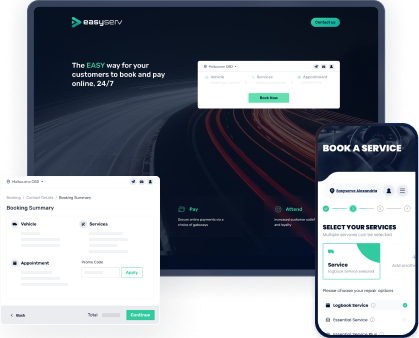 easyserv
Contact us
The EASY way for your
customers to book and pay
online, 24/7
Melbourne CBD
Vehicle
Services
Appointment
Book Now
Pay
Secure online payments via a
choice of gateways
Attend
Increased customer
and loyalty
Melbourne CBD
Booking / Contact Details / Booking Summary
Booking Summary
Vehicle
Services
Appointment
Promo Code
Apply
Back
Total
Continue
BOOK A SERVICE
Easyserve Alexandria
SELECT YOUR SERVICES
Multiple services can be selected
Service
Logbook service selected
Please choose your repair options
Logbook Service
Essential Service
Essential Service Plus